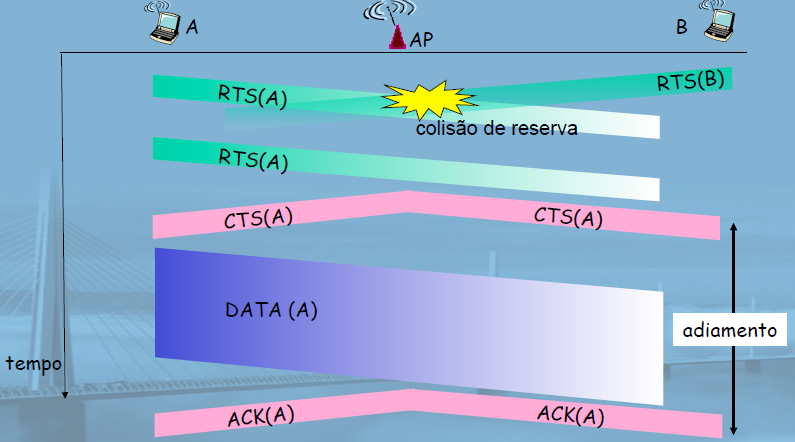 A
AP
B
RTS(A)
RTS(B)
colisão de reserva
RTS(A)
CTS(A)
CTS(A)
DATA (A)
adiamento
tempo
ACK(A)
ACK(A)